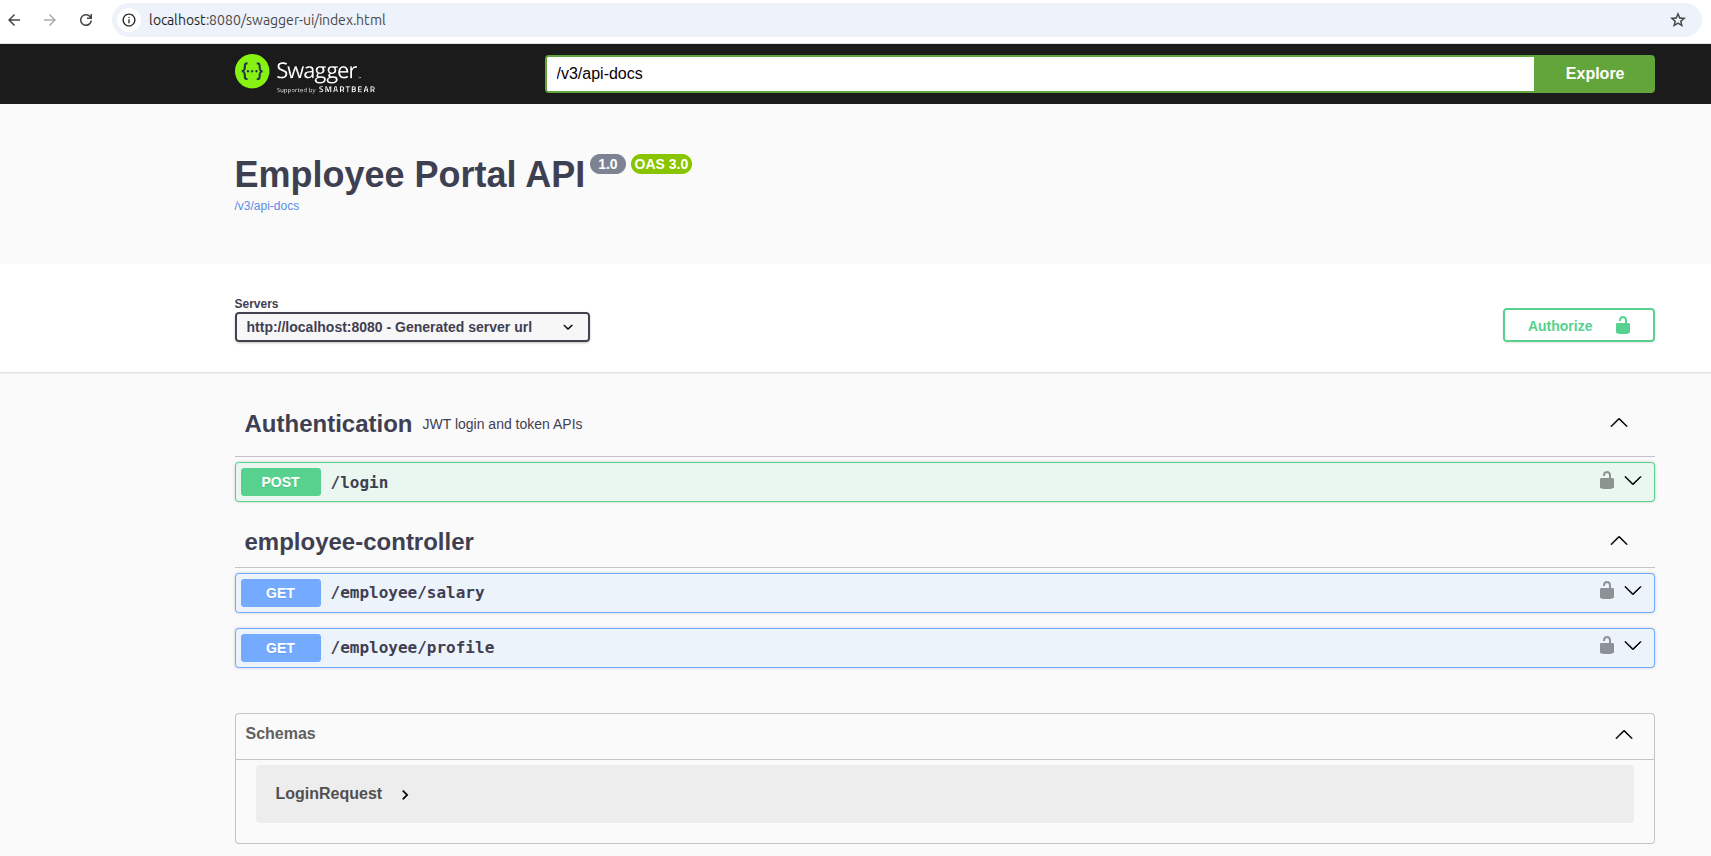 localhost:8080/swagger-ui/index.html
{···} Swagger.
Supported by SMARTBEAR
/v3/api-docs
Explore
Employee Portal API 1.0 OAS 3.0
/v3/api-docs
Servers
http://localhost:8080 - Generated server url
Authorize
Authentication JWT login and token APIs
POST /login
employee-controller
GET /employee/salary
GET /employee/profile
Schemas
LoginRequest